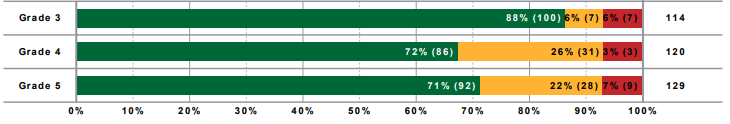 Grade 3 88% (100) 6% (7) 6% (7) 114
Grade 4 72% (86) 26% (31) 3% (3) 120
Grade 5 71% (92) 22% (28) 7% (9) 129
0% 10% 20% 30% 40% 50% 60% 70% 80% 90% 100%